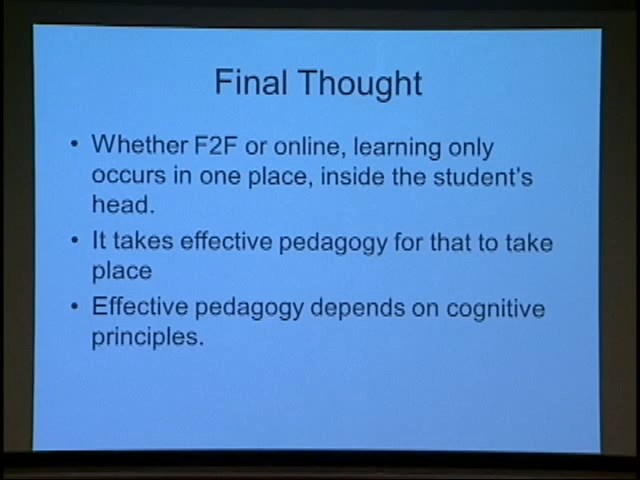 Final Thought
• Whether F2F or online, learning only
occurs in one place, inside the student's
head.
• It takes effective pedagogy for that to take
place
• Effective pedagogy depends on cognitive
principles.